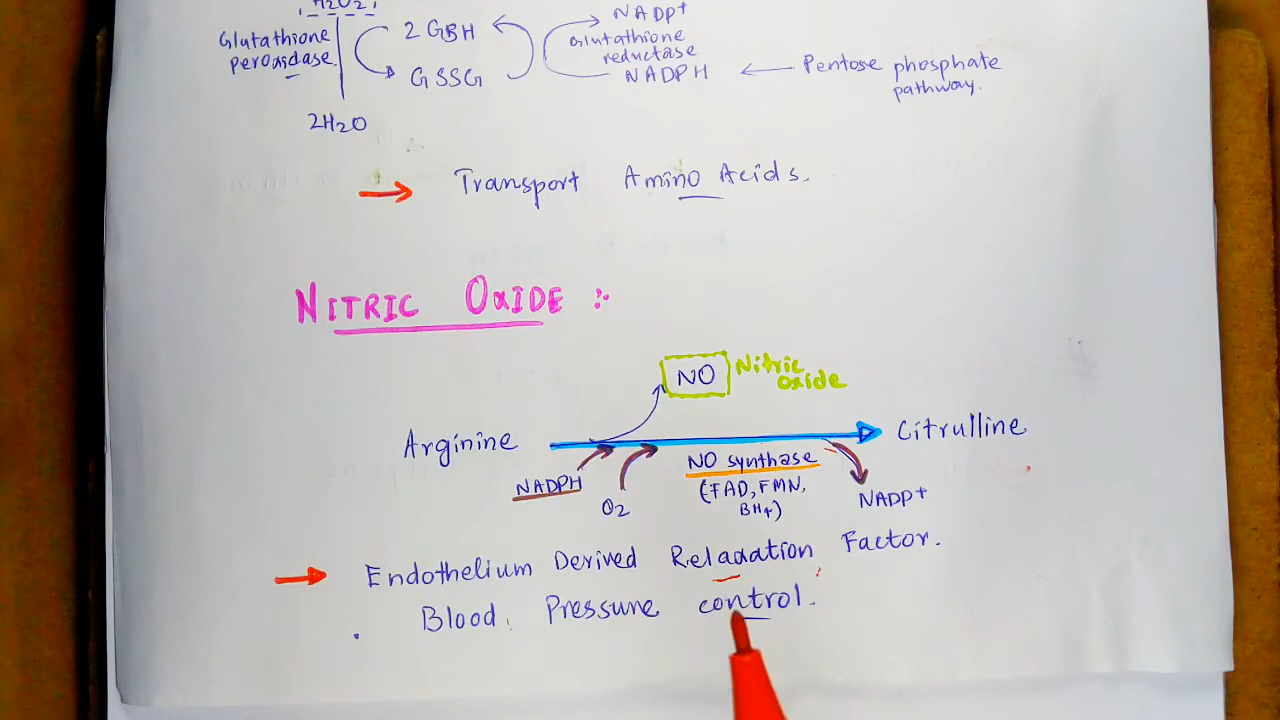 H2O2
NADP+
Glutathione
peroxidase
2 GSH
Glutathione
reductase
GSSG
NADPH
Pentose phosphate
pathway.
2H2O
Transport Amino Acids.
NITRIC OXIDE :-
NO
Nitric
oxide
Arginine
Citrulline
NADPH
O2
NO synthase
(FAD, FMN,
BH4)
NADP+
Endothelium Derived Relaxation Factor.
Blood Pressure control.